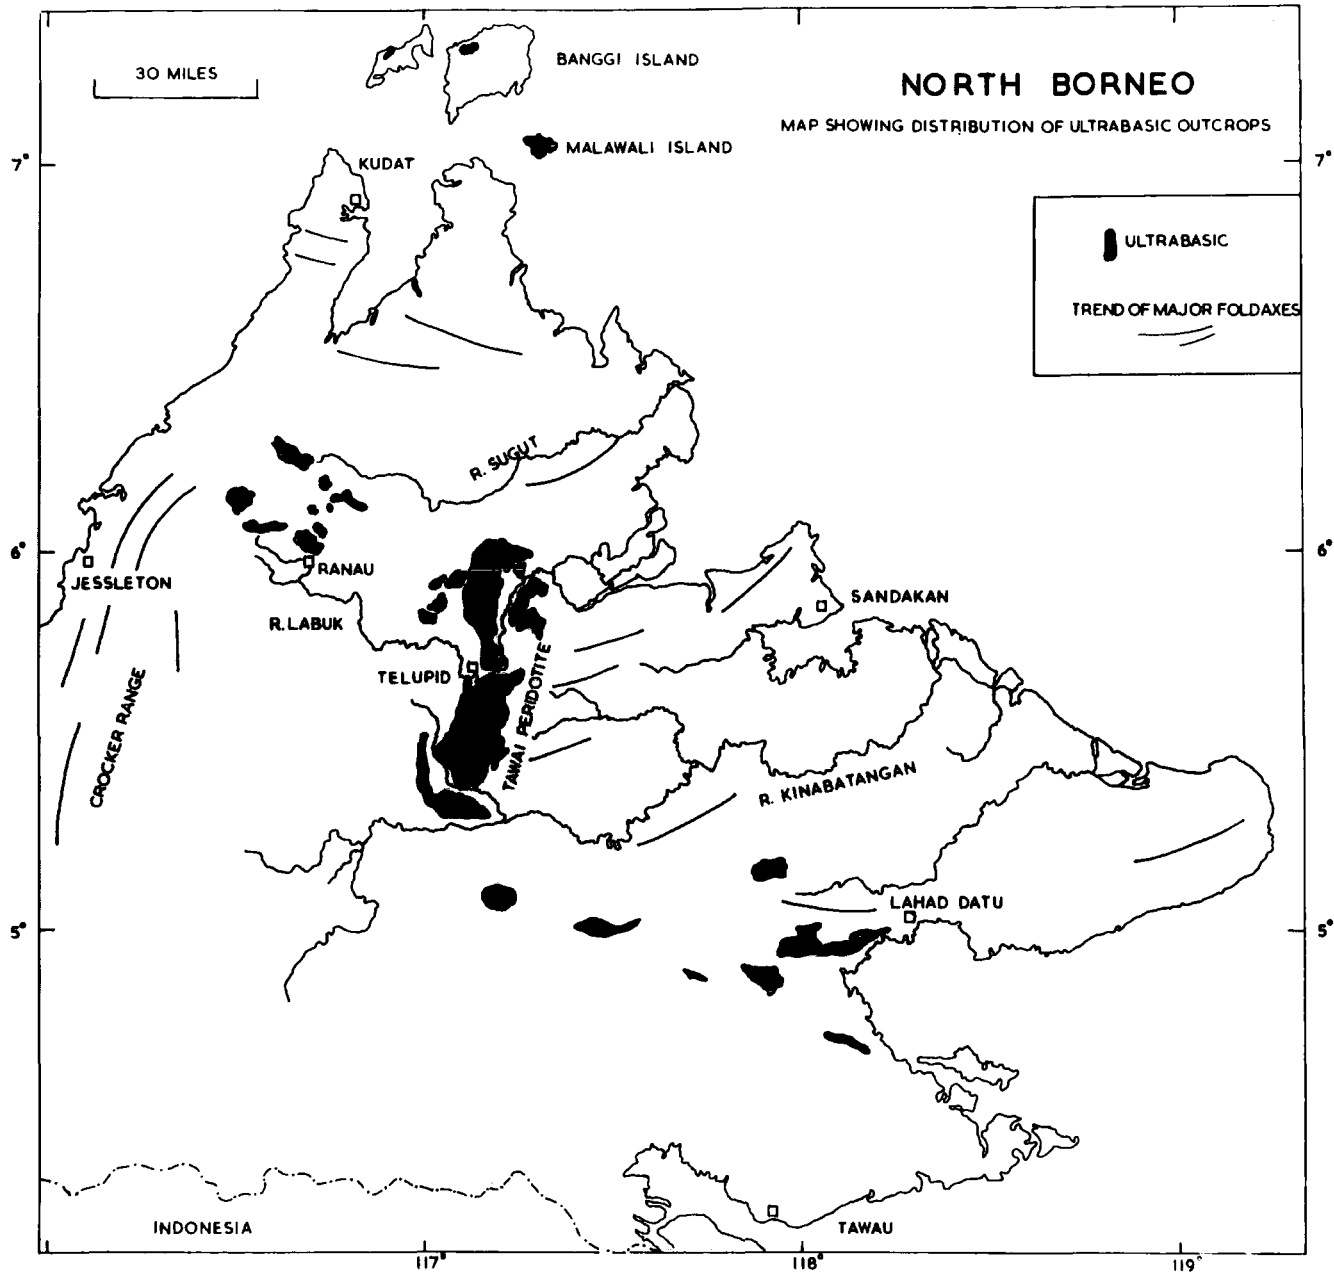 BANGGI ISLAND
30 MILES
NORTH BORNEO
MAP SHOWING DISTRIBUTION OF ULTRABASIC OUTCROPS
MALAWALI ISLAND
KUDAT
7°
7°
ULTRABASIC
TREND OF MAJOR FOLDAXES
R. SUGUT
6°
6°
RANAU
JESSLETON
SANDAKAN
R. LABUK
TELUPID
TAWAI PERIDOTITE
CROCKER RANGE
R. KINABATANGAN
LAHAD DATU
5°
5°
INDONESIA
TAWAU
117°
118°
119°